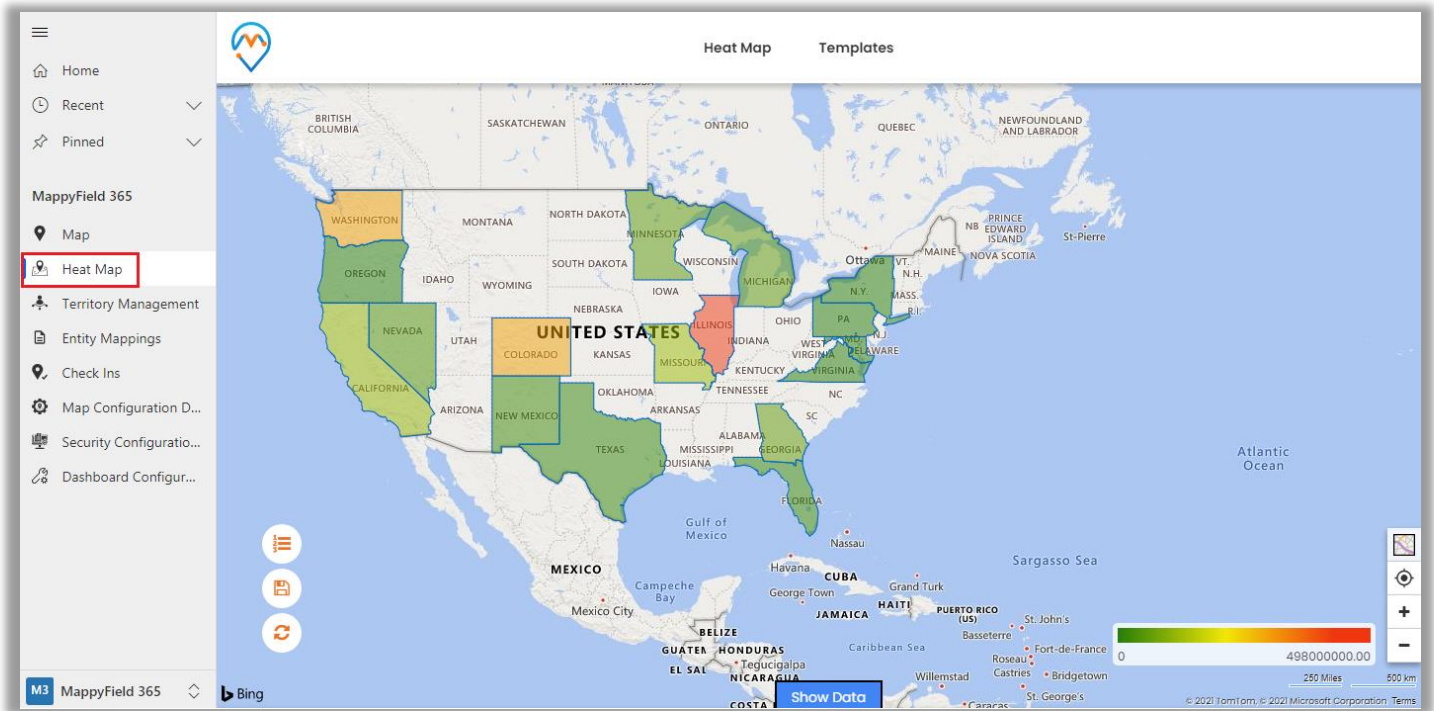 Home
Recent
Pinned
MappyField 365
Map
Heat Map
Territory Management
Entity Mappings
Check Ins
Map Configuration D...
Security Configuratio...
Dashboard Configur...
M3 MappyField 365
Heat Map Templates
BRITISH
COLUMBIA
SASKATCHEWAN
ONTARIO
QUEBEC
NEWFOUNDLAND
AND LABRADOR
WASHINGTON
MONTANA
NORTH DAKOTA
MINNESOTA
NB
PRINCE
EDWARD
ISLAND
St-Pierre
OREGON
IDAHO
WYOMING
SOUTH DAKOTA
WISCONSIN
MICHIGAN
Ottawa
VT.
MAINE
NOVA SCOTIA
N.H.
N.Y.
MASS.
R.I.
IOWA
NEBRASKA
NEVADA
UTAH
COLORADO
UNITED STATES
KANSAS
MISSOURI
ILLINOIS
INDIANA
OHIO
PA
NJ
MD.
DELAWARE
WEST
VIRGINIA
VIRGINIA
KENTUCKY
CALIFORNIA
ARIZONA
NEW MEXICO
OKLAHOMA
ARKANSAS
TENNESSEE
NC
SC
TEXAS
MISSISSIPPI
ALABAMA
GEORGIA
LOUISIANA
FLORIDA
Atlantic
Ocean
Gulf of
Mexico
Nassau
MEXICO
Campeche
Bay
Mexico City
Havana
CUBA
George Town
Grand Turk
JAMAICA
HAITI
PUERTO RICO
(US)
St. John's
Sargasso Sea
Basseterre
BELIZE
GUATEM
HONDURAS
Caribbean Sea
Fort-de-France
Roseau
Castries
Bridgetown
EL SAL
Tegucigalpa
NICARAGUA
Willemstad
St. George's
COSTA
Caracas
Show Data
0 498000000.00
250 Miles 500 km
Bing
© 2021 TomTom, © 2021 Microsoft Corporation Terms